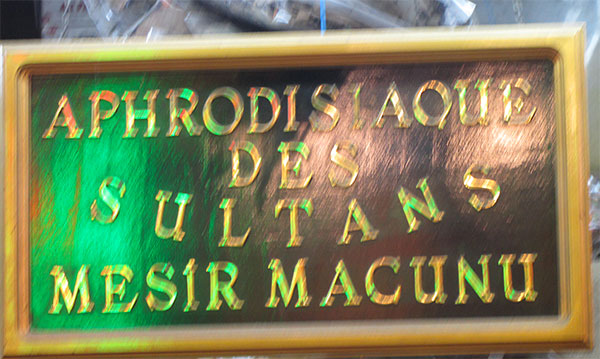 APHRODISIAQUE
DES
SULTANS
MESİR MACUNU